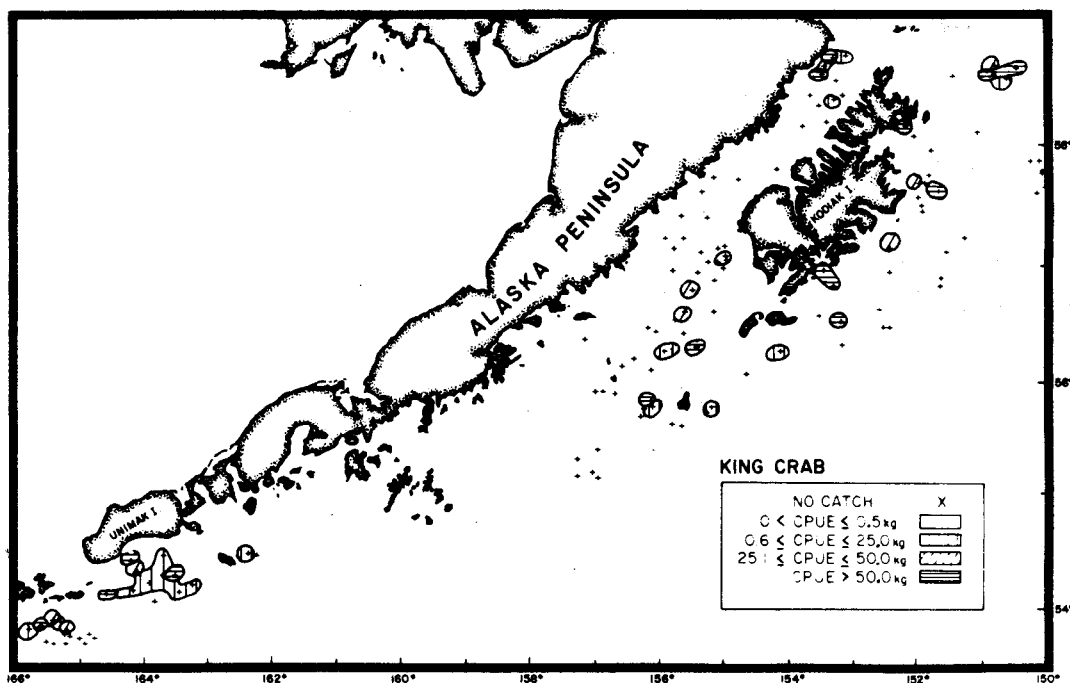 ALASKA PENINSULA
KODIAK I.
UNIMAK I.
58°
56°
54°
KING CRAB
NO CATCH X
0 < CPUE ≤ 0.5 kg
0.6 ≤ CPUE ≤ 25.0 kg
25.1 ≤ CPUE ≤ 50.0 kg
CPUE > 50.0 kg
166° 164° 162° 160° 158° 156° 154° 152° 150°